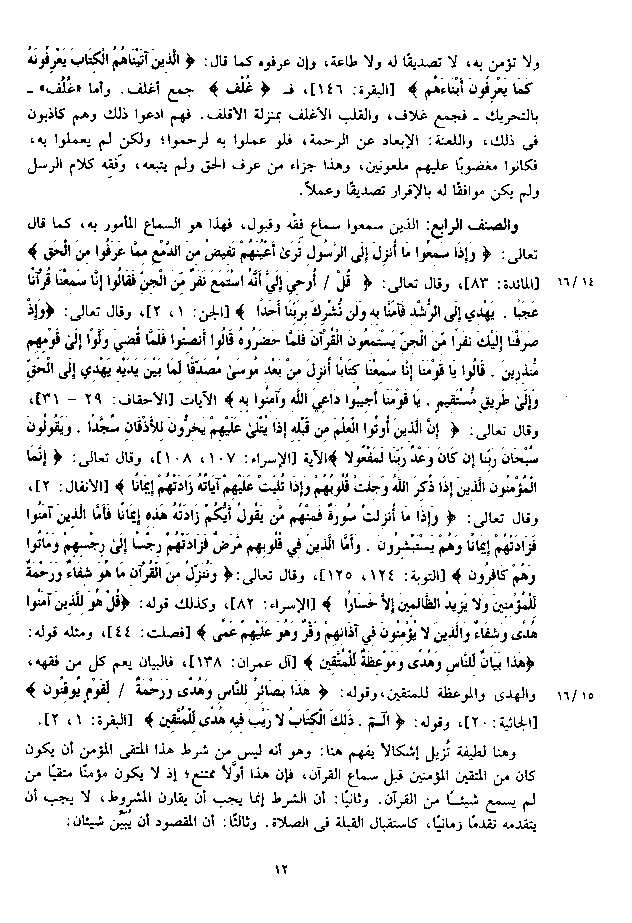 ولا تؤمن به، لا تصديقًا له ولا طاعة، وإن عرفوه كما قال: ﴿ الَّذِينَ آتَيْنَاهُمُ الْكِتَابَ يَعْرِفُونَهُ
كَمَا يَعْرِفُونَ أَبْنَاءَهُمْ ﴾ [البقرة: ١٤٦]، فـ ﴿ غُلْف ﴾ جمع أغلف. وأما «غُلُف» ـ
بالتحريك ـ فجمع غلاف، والقلب الأغلف بمنزلة الأقلف. فهم ادعوا ذلك وهم كاذبون
فى ذلك، واللعنة: الإبعاد عن الرحمة، فلو عملوا به لرحموا؛ ولكن لم يعملوا به،
فكانوا مغضوبًا عليهم ملعونين، وهذا جزاء من عرف الحق ولم يتبعه، وفقه كلام الرسل
ولم يكن موافقًا له بالإقرار تصديقًا وعملاً.
والصنف الرابع: الذين سمعوا سماع فقه وقبول، فهذا هو السماع المأمور به، كما قال
تعالى: ﴿ وَإِذَا سَمِعُوا مَا أُنزِلَ إِلَى الرَّسُولِ تَرَىٰ أَعْيُنَهُمْ تَفِيضُ مِنَ الدَّمْعِ مِمَّا عَرَفُوا مِنَ الْحَقِّ ﴾
[المائدة: ٨٣]، وقال تعالى: ﴿ قُلْ / أُوحِيَ إِلَيَّ أَنَّهُ اسْتَمَعَ نَفَرٌ مِّنَ الْجِنِّ فَقَالُوا إِنَّا سَمِعْنَا قُرْآنًا ١٦/١٤
عَجَبًا . يَهْدِي إِلَى الرُّشْدِ فَآمَنَّا بِهِ وَلَن نُّشْرِكَ بِرَبِّنَا أَحَدًا ﴾ [الجن: ١، ٢]، وقال تعالى: ﴿وَإِذْ
صَرَفْنَا إِلَيْكَ نَفَرًا مِّنَ الْجِنِّ يَسْتَمِعُونَ الْقُرْآنَ فَلَمَّا حَضَرُوهُ قَالُوا أَنصِتُوا فَلَمَّا قُضِيَ وَلَّوْا إِلَىٰ قَوْمِهِم
مُّنذِرِينَ . قَالُوا يَا قَوْمَنَا إِنَّا سَمِعْنَا كِتَابًا أُنزِلَ مِنْ بَعْدِ مُوسَىٰ مُصَدِّقًا لِّمَا بَيْنَ يَدَيْهِ يَهْدِي إِلَى الْحَقِّ
وَإِلَىٰ طَرِيقٍ مُّسْتَقِيمٍ . يَا قَوْمَنَا أَجِيبُوا دَاعِيَ اللَّهِ وَآمِنُوا بِهِ ﴾ الآيات [الأحقاف: ٢٩ – ٣١]،
وقال تعالى: ﴿ إِنَّ الَّذِينَ أُوتُوا الْعِلْمَ مِن قَبْلِهِ إِذَا يُتْلَىٰ عَلَيْهِمْ يَخِرُّونَ لِلْأَذْقَانِ سُجَّدًا . وَيَقُولُونَ
سُبْحَانَ رَبِّنَا إِن كَانَ وَعْدُ رَبِّنَا لَمَفْعُولًا ﴾الآية [الإسراء: ١٠٧، ١٠٨]، وقال تعالى: ﴿ إِنَّمَا
الْمُؤْمِنُونَ الَّذِينَ إِذَا ذُكِرَ اللَّهُ وَجِلَتْ قُلُوبُهُمْ وَإِذَا تُلِيَتْ عَلَيْهِمْ آيَاتُهُ زَادَتْهُمْ إِيمَانًا ﴾ [الأنفال: ٢]،
وقال تعالى: ﴿ وَإِذَا مَا أُنزِلَتْ سُورَةٌ فَمِنْهُم مَّن يَقُولُ أَيُّكُمْ زَادَتْهُ هَذِهِ إِيمَانًا فَأَمَّا الَّذِينَ آمَنُوا
فَزَادَتْهُمْ إِيمَانًا وَهُمْ يَسْتَبْشِرُونَ . وَأَمَّا الَّذِينَ فِي قُلُوبِهِم مَّرَضٌ فَزَادَتْهُمْ رِجْسًا إِلَىٰ رِجْسِهِمْ وَمَاتُوا
وَهُمْ كَافِرُونَ ﴾ [التوبة: ١٢٤، ١٢٥]، وقال تعالى:﴿ وَنُنَزِّلُ مِنَ الْقُرْآنِ مَا هُوَ شِفَاءٌ وَرَحْمَةٌ
لِّلْمُؤْمِنِينَ وَلا يَزِيدُ الظَّالِمِينَ إِلاَّ خَسَارًا ﴾ [الإسراء: ٨٢]، وكذلك قوله: ﴿قُلْ هُوَ لِلَّذِينَ آمَنُوا
هُدًى وَشِفَاءٌ وَالَّذِينَ لا يُؤْمِنُونَ فِي آذَانِهِمْ وَقْرٌ وَهُوَ عَلَيْهِمْ عَمًى ﴾ [فصلت: ٤٤]، ومثله قوله:
﴿هَذَا بَيَانٌ لِّلنَّاسِ وَهُدًى وَمَوْعِظَةٌ لِّلْمُتَّقِينَ ﴾ [آل عمران: ١٣٨]، فالبيان يعم كل من فقهه،
والهدى والموعظة للمتقين، وقوله: ﴿ هَذَا بَصَائِرُ لِلنَّاسِ وَهُدًى وَرَحْمَةٌ / لِّقَوْمٍ يُوقِنُونَ ﴾ ١٦/١٥
[الجاثية: ٢٠]، وقوله: ﴿ الٓمٓ . ذَلِكَ الْكِتَابُ لا رَيْبَ فِيهِ هُدًى لِّلْمُتَّقِينَ ﴾ [البقرة: ١، ٢].
وهنا لطيفة تُزيل إشكالاً يفهم هنا: وهو أنه ليس من شرط هذا المتقى المؤمن أن يكون
كان من المتقين المؤمنين قبل سماع القرآن، فإن هذا أولاً ممتنع؛ إذ لا يكون مؤمنًا متقيًا من
لم يسمع شيئًا من القرآن. وثانيًا: أن الشرط إنما يجب أن يقارن المشروط، لا يجب أن
يتقدمه تقدمًا زمانيًا، كاستقبال القبلة فى الصلاة. وثالثًا: أن المقصود أن يُبَيِّن شيئان:
١٢